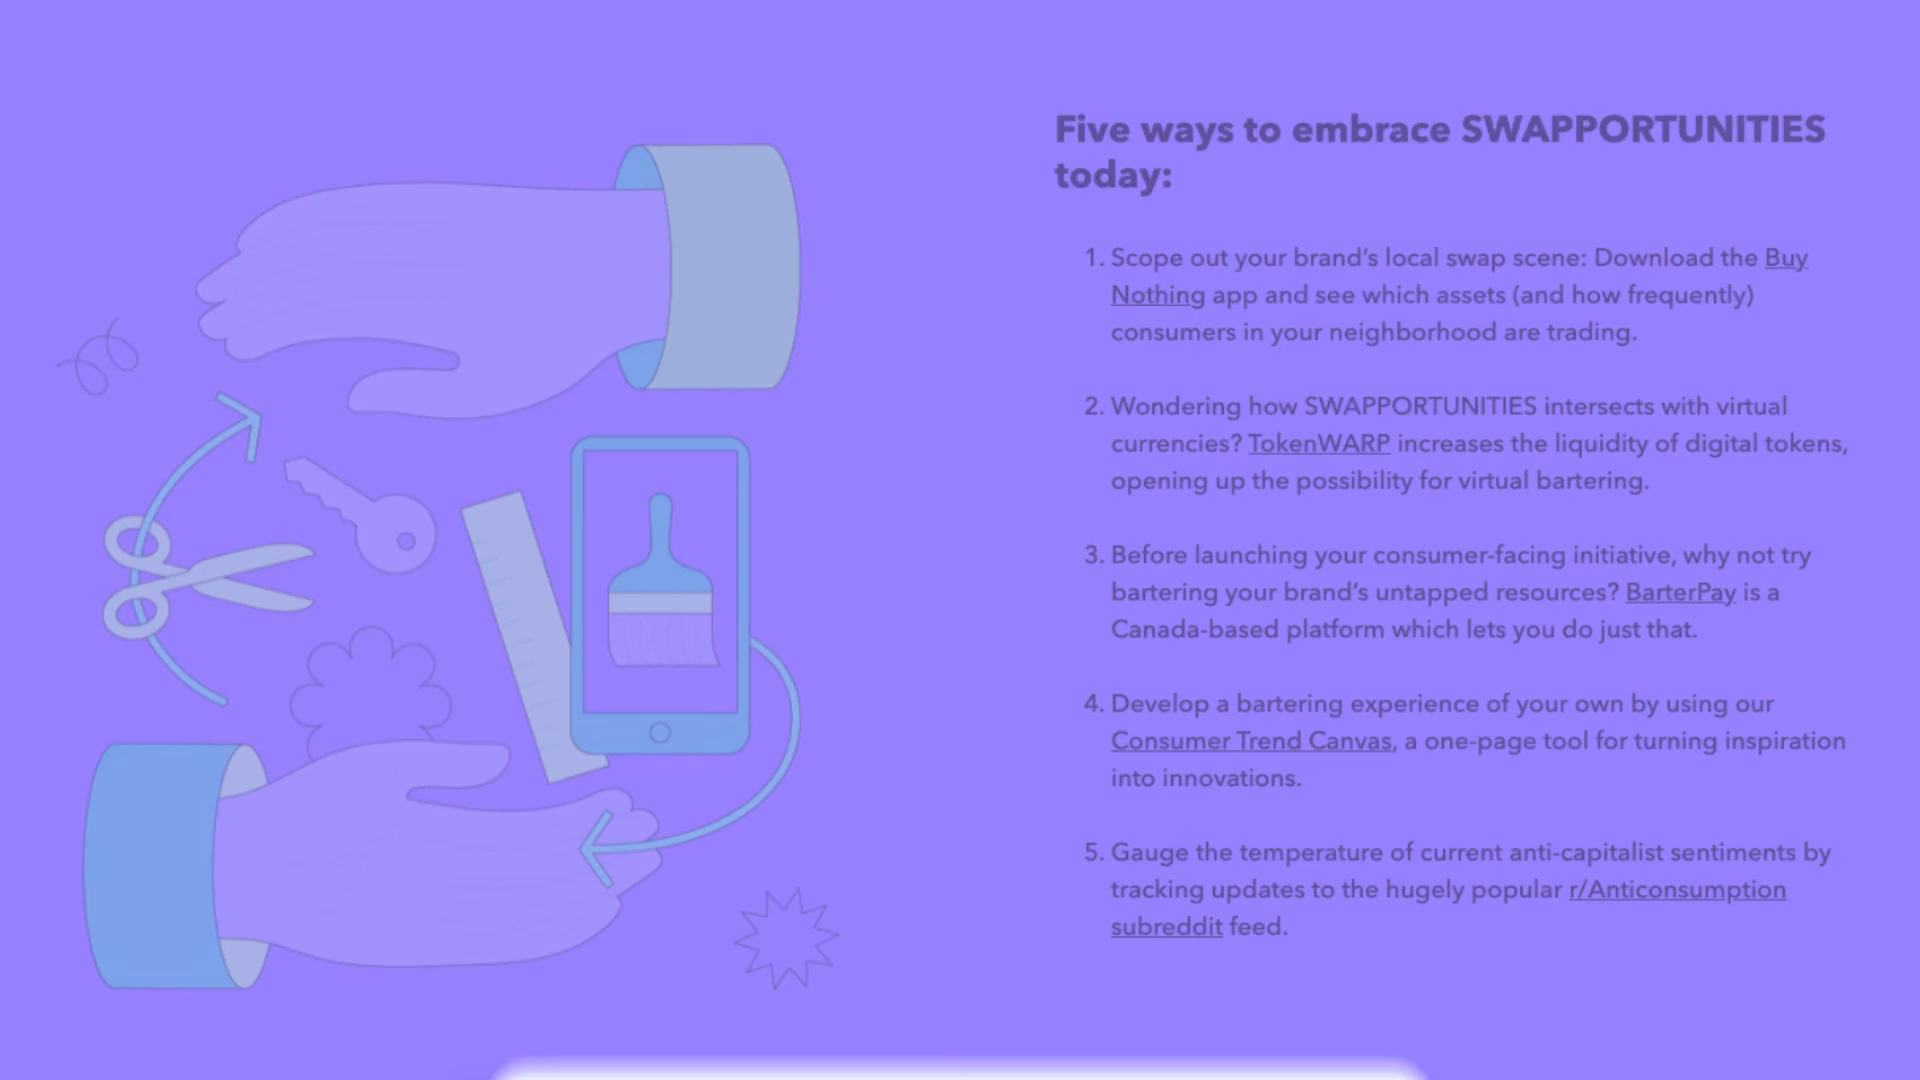 Five ways to embrace SWAPPORTUNITIES
today:
1. Scope out your brand’s local swap scene: Download the Buy
Nothing app and see which assets (and how frequently)
consumers in your neighborhood are trading.
2. Wondering how SWAPPORTUNITIES intersects with virtual
currencies? TokenWARP increases the liquidity of digital tokens,
opening up the possibility for virtual bartering.
3. Before launching your consumer-facing initiative, why not try
bartering your brand’s untapped resources? BarterPay is a
Canada-based platform which lets you do just that.
4. Develop a bartering experience of your own by using our
Consumer Trend Canvas, a one-page tool for turning inspiration
into innovations.
5. Gauge the temperature of current anti-capitalist sentiments by
tracking updates to the hugely popular r/Anticonsumption
subreddit feed.